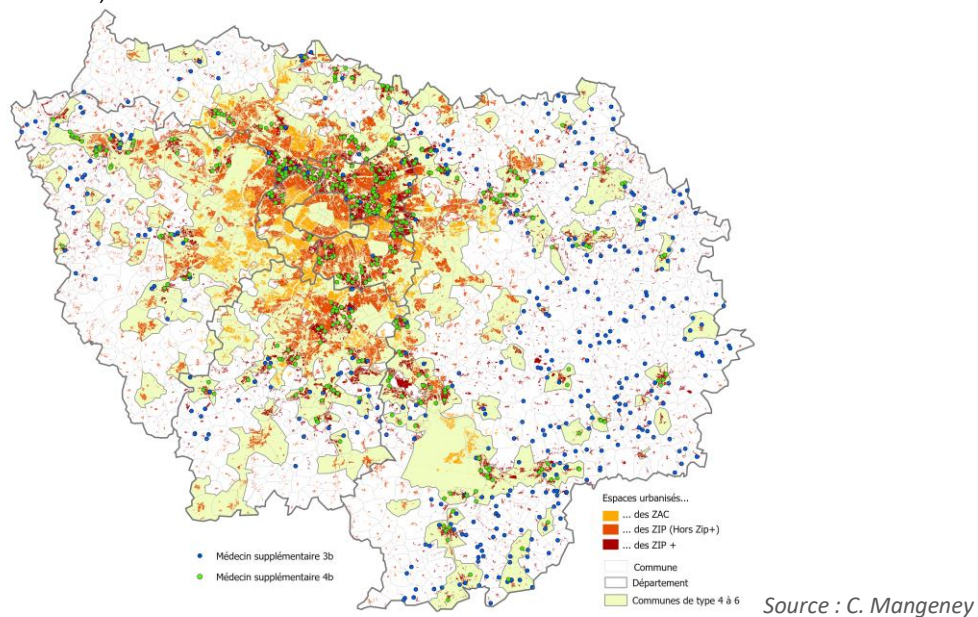 Espaces urbanisés...
... des ZAC
... des ZIP (Hors Zip+)
... des ZIP +
Médecin supplémentaire 3b
Commune
Département
Médecin supplémentaire 4b
Communes de type 4 à 6
Source : C. Mangeney